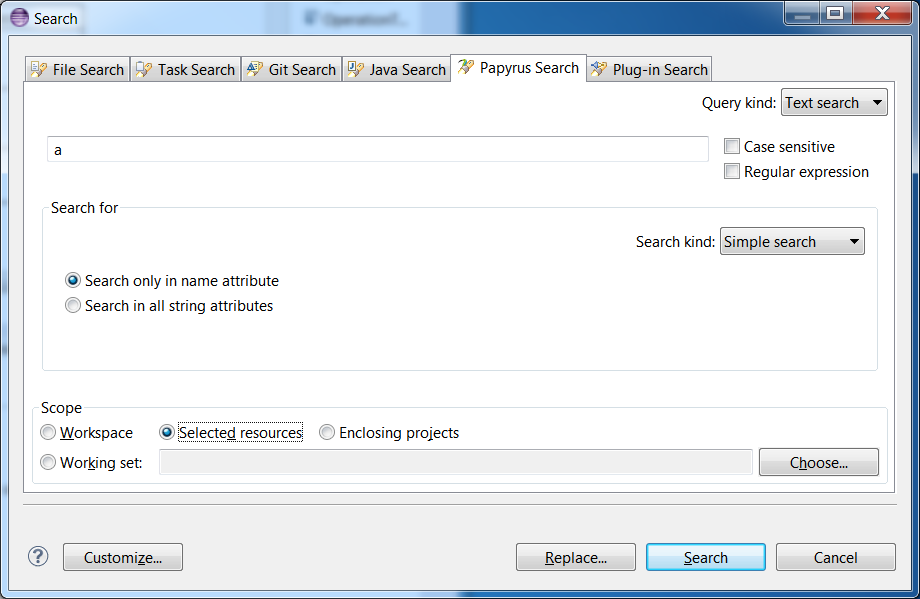 Search
File Search Task Search Git Search Java Search Papyrus Search Plug-in Search
Query kind: Text search
a
Case sensitive
Regular expression
Search for
Search kind: Simple search
Search only in name attribute
Search in all string attributes
Scope
Workspace Selected resources Enclosing projects
Working set: Choose...
? Customize... Replace... Search Cancel